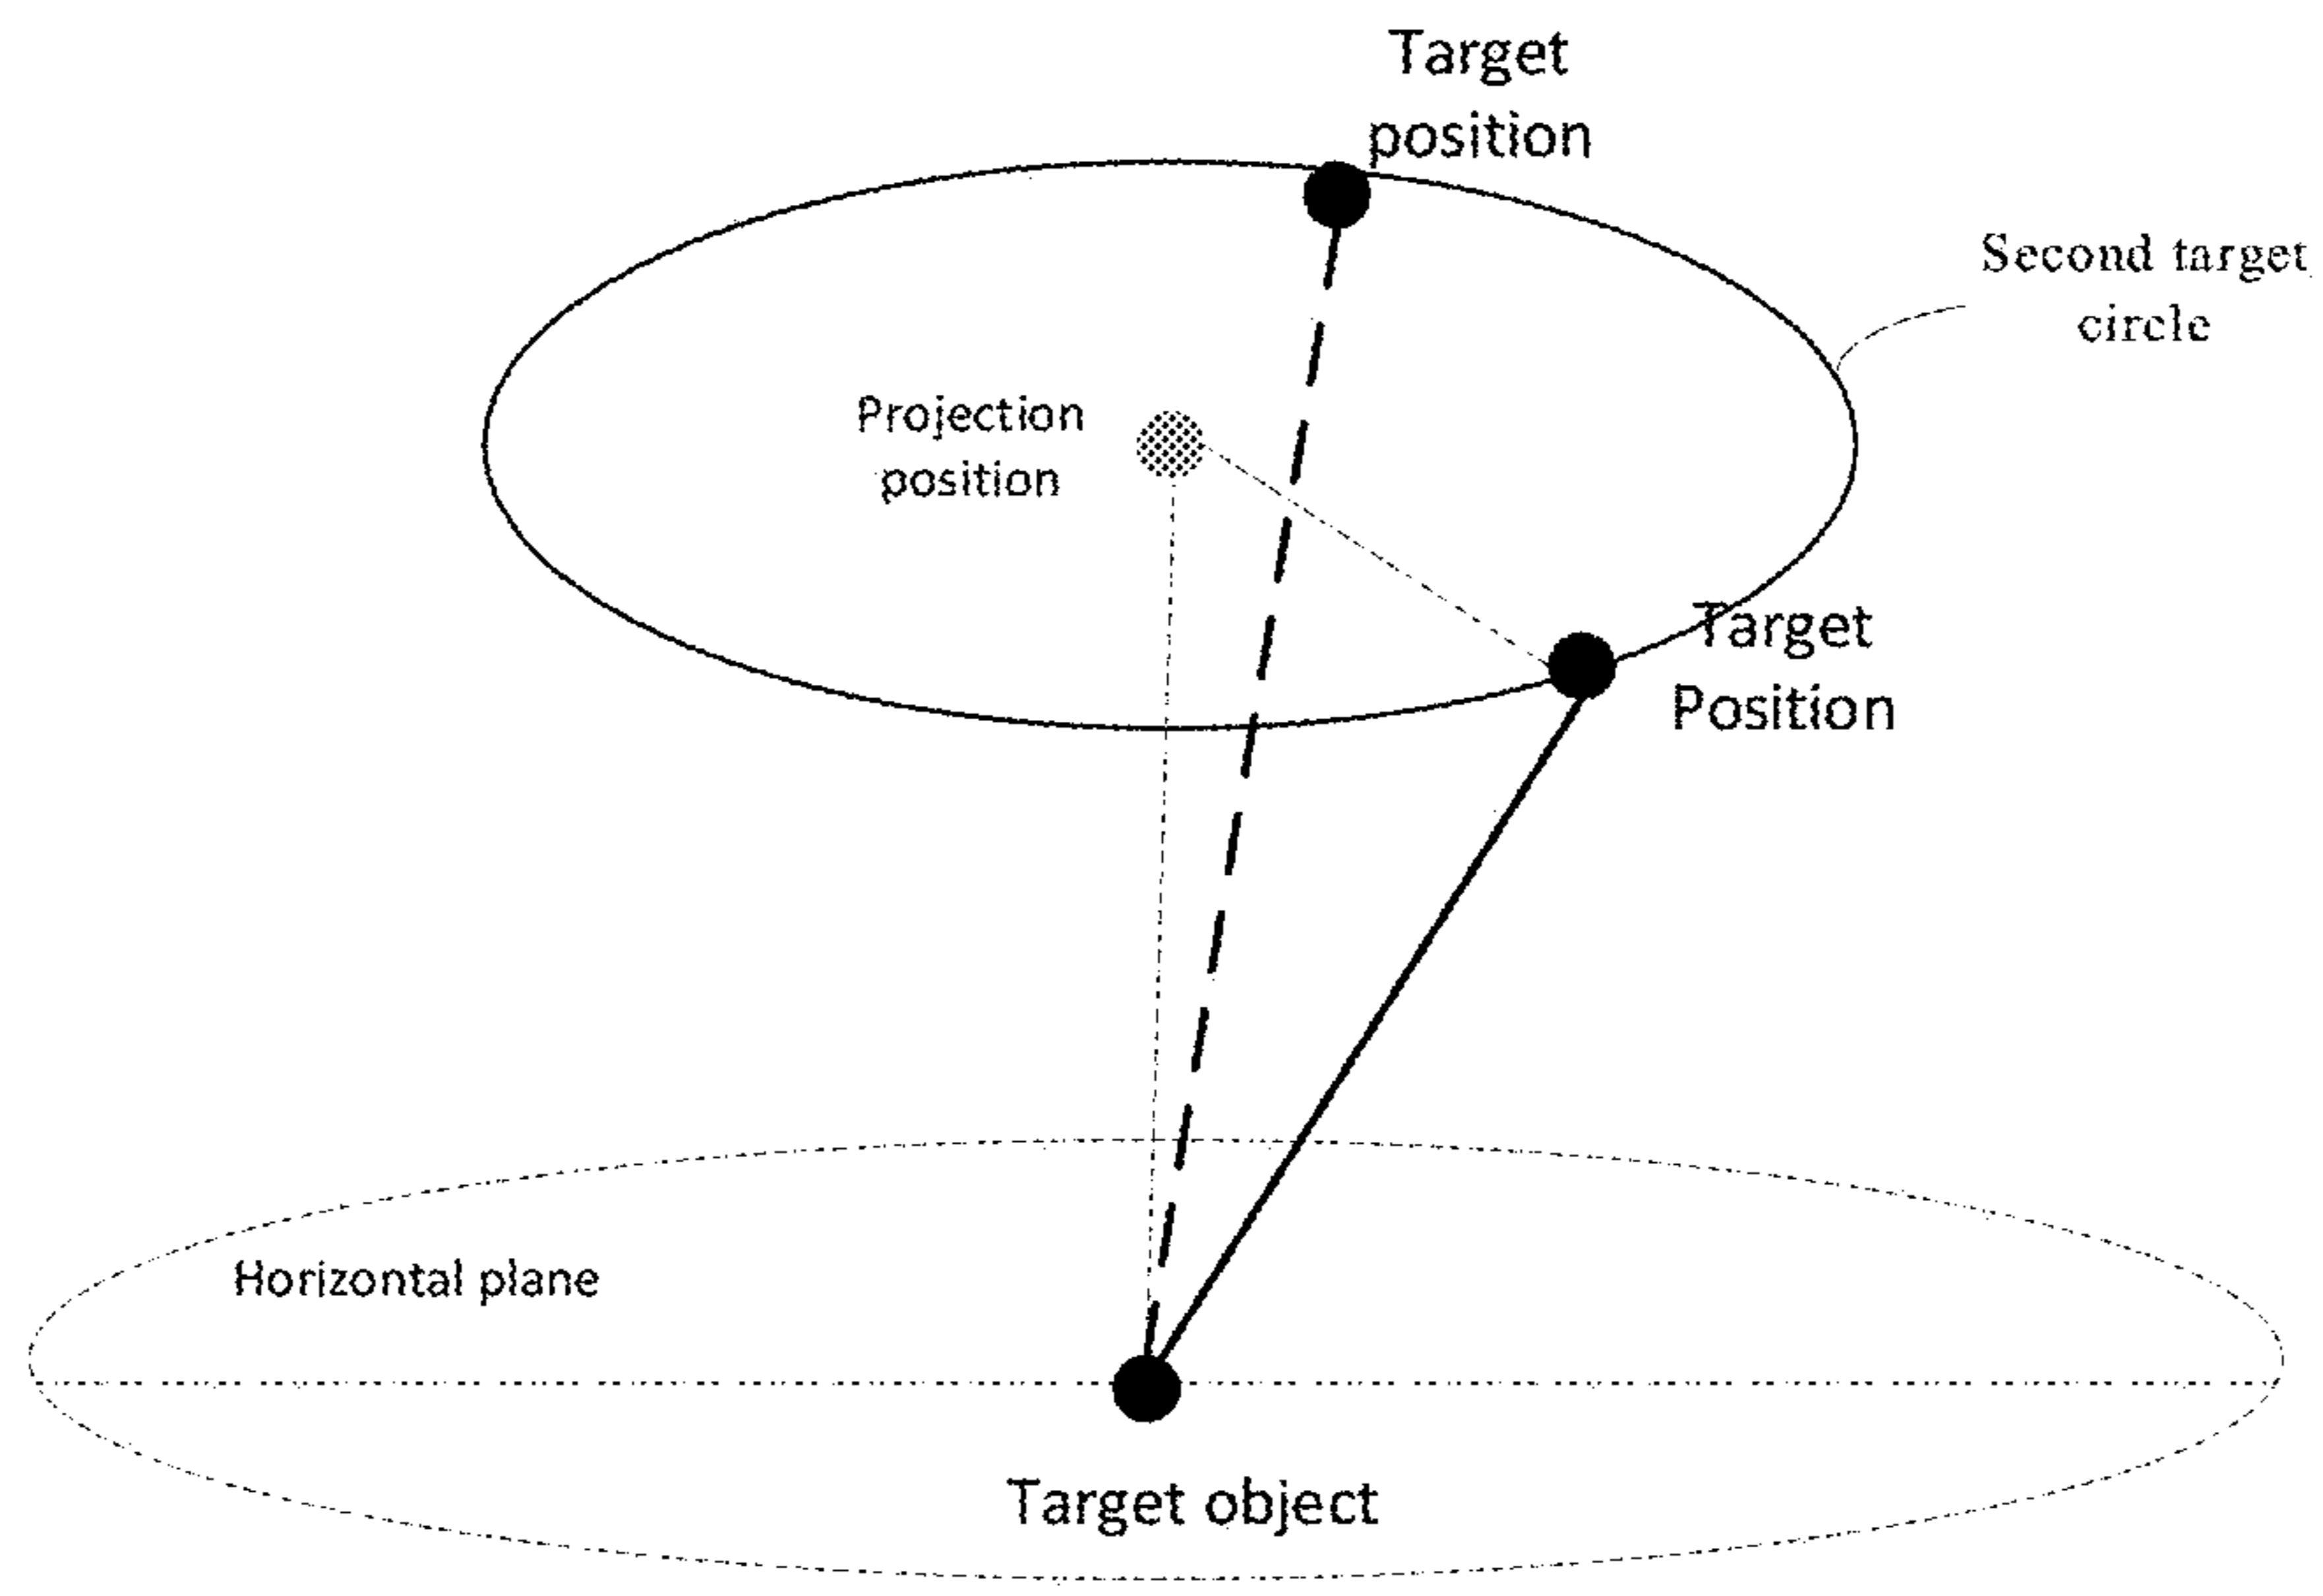 Target
position
Second target
circle
Projection
position
Target
Position
Horizontal plane
Target object